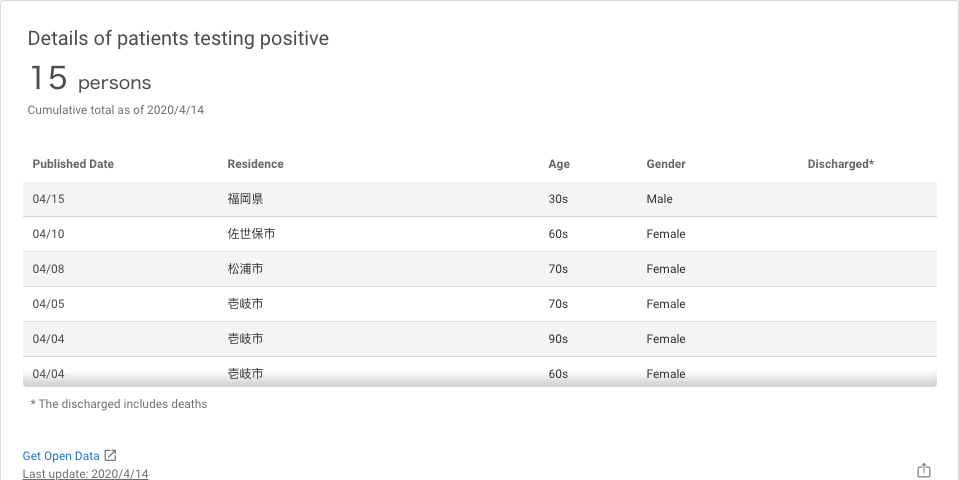 Details of patients testing positive
15 persons
Cumulative total as of 2020/4/14
Published Date Residence Age Gender Discharged*
04/15 福岡県 30s Male
04/10 佐世保市 60s Female
04/08 松浦市 70s Female
04/05 壱岐市 70s Female
04/04 壱岐市 90s Female
04/04 壱岐市 60s Female
* The discharged includes deaths
Get Open Data
Last update: 2020/4/14